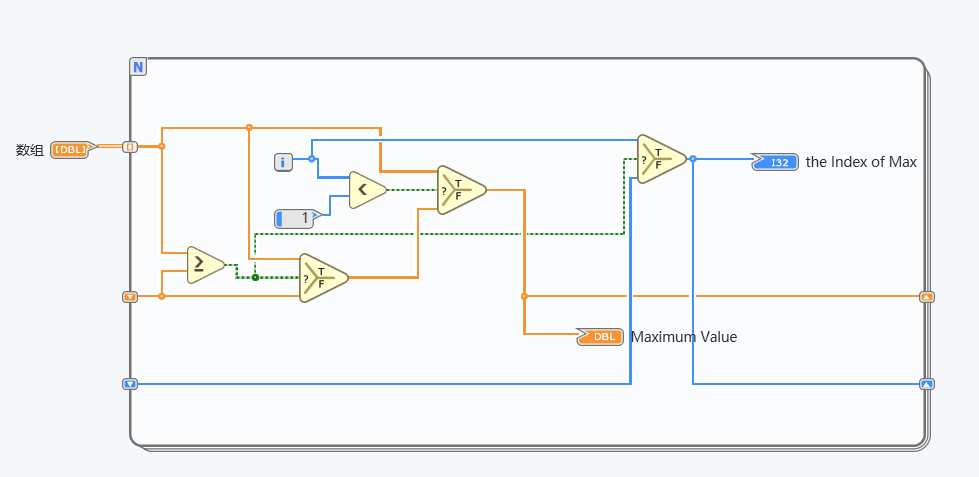 N
数组 [DBL]
i
T
? F
I32 the Index of Max
<
T
? F
1
≥
T
? F
DBL Maximum Value